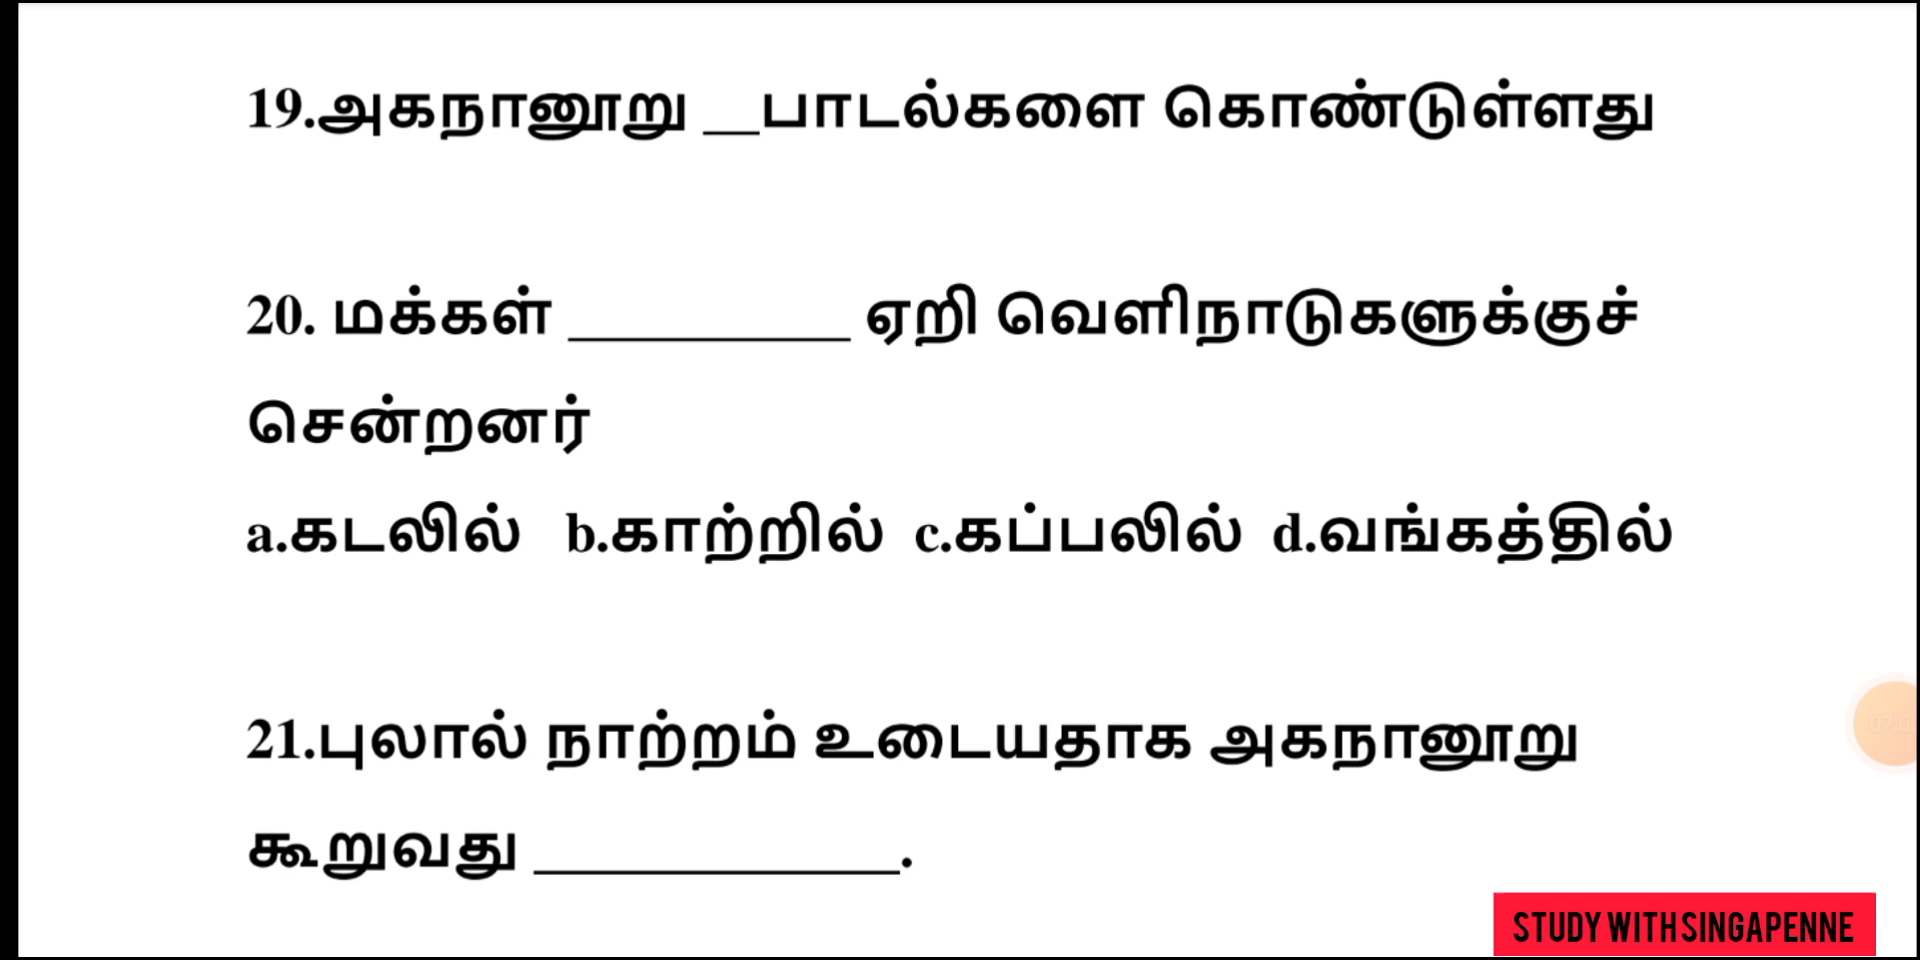 19.அகநானூறு __பாடல்களை கொண்டுள்ளது
20. மக்கள் __________ ஏறி வெளிநாடுகளுக்குச்
சென்றனர்
a.கடலில் b.காற்றில் c.கப்பலில் d.வங்கத்தில்
21.புலால் நாற்றம் உடையதாக அகநானூறு
கூறுவது _____________.
STUDY WITH SINGAPENNE